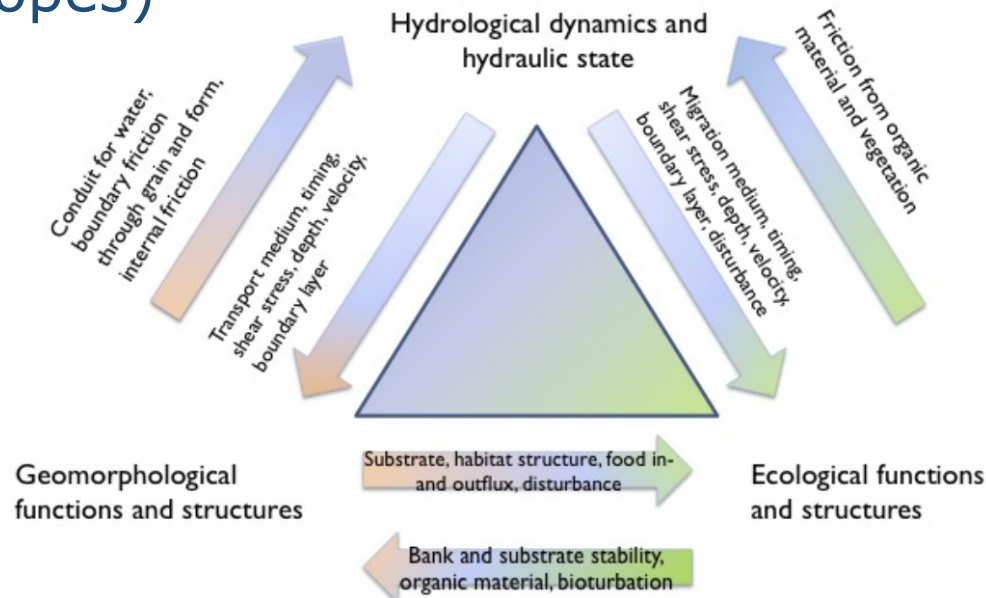 opes)
Hydrological dynamics and
hydraulic state
Conduit for water,
boundary friction
through grain and form,
internal friction
Transport medium, timing,
shear stress, depth, velocity,
boundary layer
Migration medium, timing,
shear stress, depth, velocity,
boundary layer, disturbance
Friction from organic
material and vegetation
Geomorphological
functions and structures
Substrate, habitat structure, food in-
and outflux, disturbance
Ecological functions
and structures
Bank and substrate stability,
organic material, bioturbation